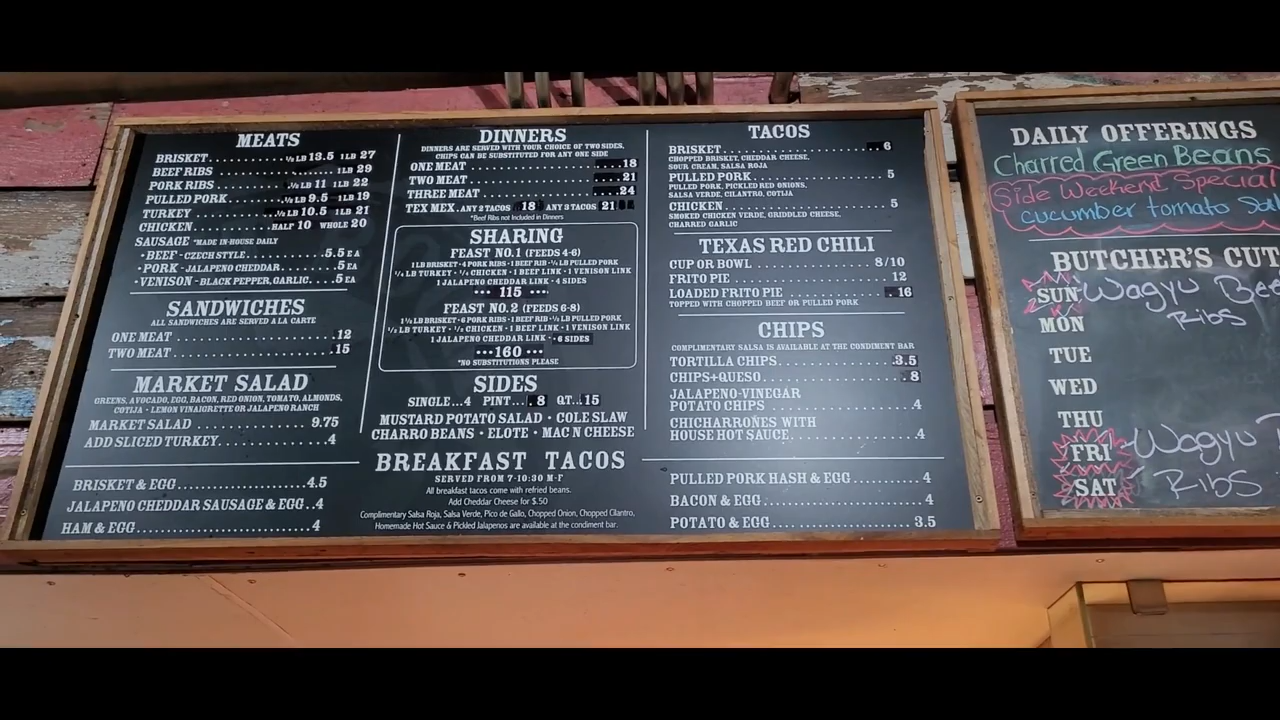 MEATS
BRISKET ½ LB 13.5 1LB 27
BEEF RIBS 1LB 29
PORK RIBS ½ LB 11 1LB 22
PULLED PORK ½ LB 9.5 1LB 19
TURKEY ½ LB 10.5 1LB 21
CHICKEN HALF 10 WHOLE 20
SAUSAGE *MADE IN-HOUSE DAILY
• BEEF - CZECH STYLE 5.5 EA
• PORK - JALAPENO CHEDDAR 5 EA
• VENISON - BLACK PEPPER, GARLIC 5 EA
SANDWICHES
ALL SANDWICHES ARE SERVED A LA CARTE
ONE MEAT 12
TWO MEAT 15
MARKET SALAD
GREENS, AVOCADO, EGG, BACON, RED ONION, TOMATO, ALMONDS,
COTIJA - LEMON VINAIGRETTE OR JALAPENO RANCH
MARKET SALAD 9.75
ADD SLICED TURKEY 4
DINNERS
DINNERS ARE SERVED WITH YOUR CHOICE OF TWO SIDES,
CHIPS CAN BE SUBSTITUTED FOR ANY ONE SIDE
ONE MEAT 18
TWO MEAT 21
THREE MEAT 24
TEX MEX . ANY 2 TACOS 18 ANY 3 TACOS 21
*Beef Ribs not Included in Dinners
SHARING
FEAST NO.1 (FEEDS 4-6)
1 LB BRISKET • 4 PORK RIBS • 1 BEEF RIB • ½ LB PULLED PORK
¼ LB TURKEY • ¼ CHICKEN • 1 BEEF LINK • 1 VENISON LINK
1 JALAPENO CHEDDAR LINK • 4 SIDES
••• 115 •••
FEAST NO.2 (FEEDS 6-8)
1 ½ LB BRISKET • 6 PORK RIBS • 1 BEEF RIB • ½ LB PULLED PORK
½ LB TURKEY • ½ CHICKEN • 1 BEEF LINK • 1 VENISON LINK
1 JALAPENO CHEDDAR LINK • 6 SIDES
••• 160 •••
*NO SUBSTITUTIONS PLEASE
SIDES
SINGLE...4 PINT... 8 QT...15
MUSTARD POTATO SALAD • COLE SLAW
CHARRO BEANS • ELOTE • MAC N CHEESE
TACOS
BRISKET 6
CHOPPED BRISKET, CHEDDAR CHEESE,
SOUR CREAM, SALSA ROJA
PULLED PORK 5
PULLED PORK, PICKLED RED ONIONS,
SALSA VERDE, CILANTRO, COTIJA
CHICKEN 5
SMOKED CHICKEN VERDE, GRIDDLED CHEESE,
CHARRED GARLIC
TEXAS RED CHILI
CUP OR BOWL 8/10
FRITO PIE 12
LOADED FRITO PIE 16
TOPPED WITH CHOPPED BEEF OR PULLED PORK
CHIPS
COMPLIMENTARY SALSA IS AVAILABLE AT THE CONDIMENT BAR
TORTILLA CHIPS 3.5
CHIPS+QUESO 8
JALAPENO-VINEGAR
POTATO CHIPS 4
CHICHARRONES WITH
HOUSE HOT SAUCE 4
BREAKFAST TACOS
SERVED FROM 7-10:30 M-F
All breakfast tacos come with refried beans.
Add Cheddar Cheese for $.50
Complimentary Salsa Roja, Salsa Verde, Pico de Gallo, Chopped Onion, Chopped Cilantro,
Homemade Hot Sauce & Pickled Jalapenos are available at the condiment bar.
BRISKET & EGG 4.5
JALAPENO CHEDDAR SAUSAGE & EGG 4
HAM & EGG 4
PULLED PORK HASH & EGG 4
BACON & EGG 4
POTATO & EGG 3.5
DAILY OFFERINGS
Charred Green Beans
Side Weekend Special
cucumber tomato
BUTCHER'S CUT
SUN Wagyu
Ribs
MON
TUE
WED
THU
FRI Wagyu
SAT Ribs